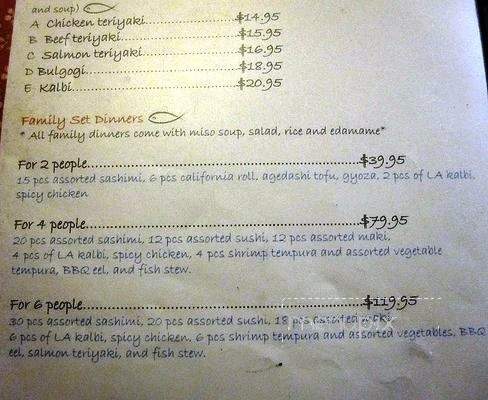 and soup)
A Chicken teriyaki........................$14.95
B Beef teriyaki..............................$15.95
C Salmon teriyaki........................$16.95
D Bulgogi.......................................$18.95
E Kalbi............................................$20.95
Family Set Dinners
* All family dinners come with miso soup, salad, rice and edamame*
For 2 people.....................................................................$39.95
15 pcs assorted sashimi, 6 pcs california roll, agedashi tofu, gyoza, 2 pcs of LA kalbi,
spicy chicken
For 4 people.....................................................................$79.95
20 pcs assorted sashimi, 12 pcs assorted sushi, 12 pcs assorted maki,
4 pcs of LA kalbi, spicy chicken, 4 pcs shrimp tempura and assorted vegetable
tempura, BBQ eel, and fish stew.
For 6 people.....................................................................$119.95
30 pcs assorted sashimi, 20 pcs assorted sushi, 18 pcs assorted maki,
6 pcs of LA kalbi, spicy chicken, 6 pcs shrimp tempura and assorted vegetables, BBQ
eel, salmon teriyaki, and fish stew.